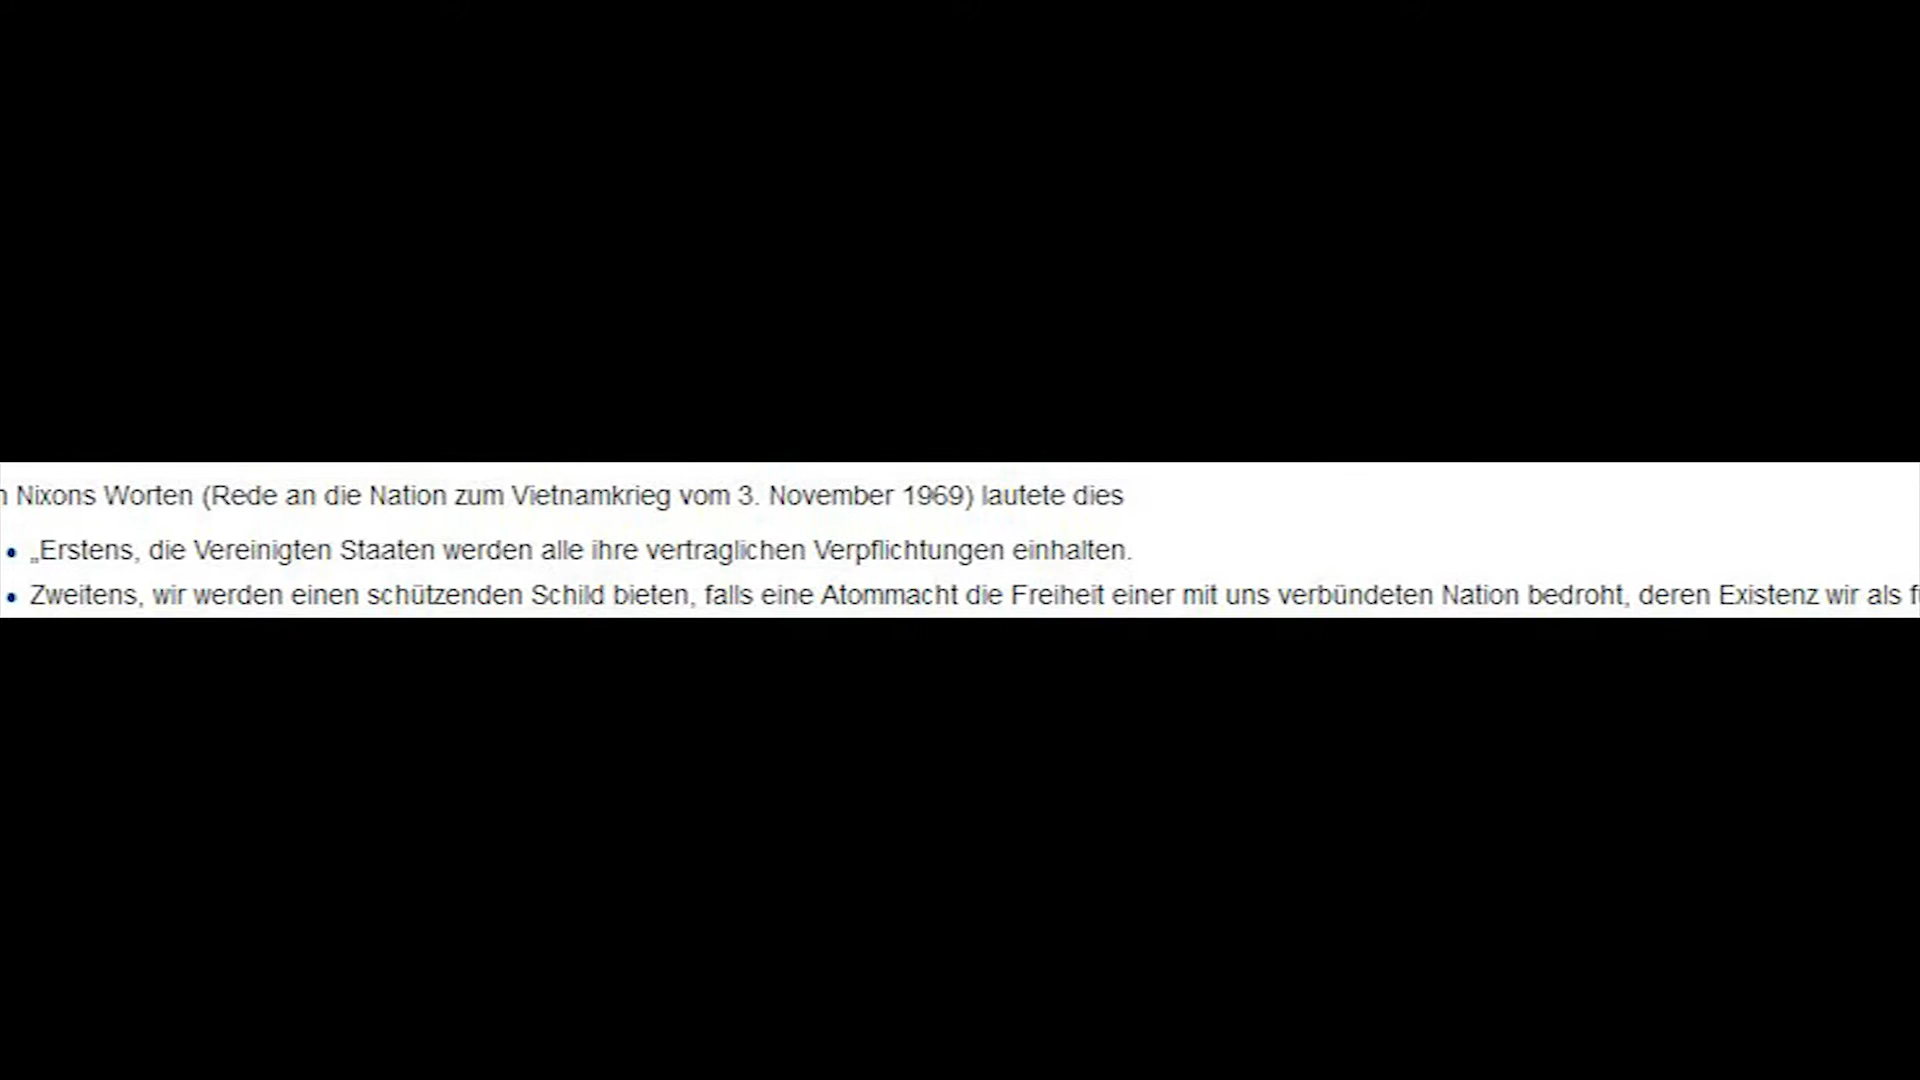 Nixons Worten (Rede an die Nation zum Vietnamkrieg vom 3. November 1969) lautete dies
• „Erstens, die Vereinigten Staaten werden alle ihre vertraglichen Verpflichtungen einhalten.
• Zweitens, wir werden einen schützenden Schild bieten, falls eine Atommacht die Freiheit einer mit uns verbündeten Nation bedroht, deren Existenz wir als